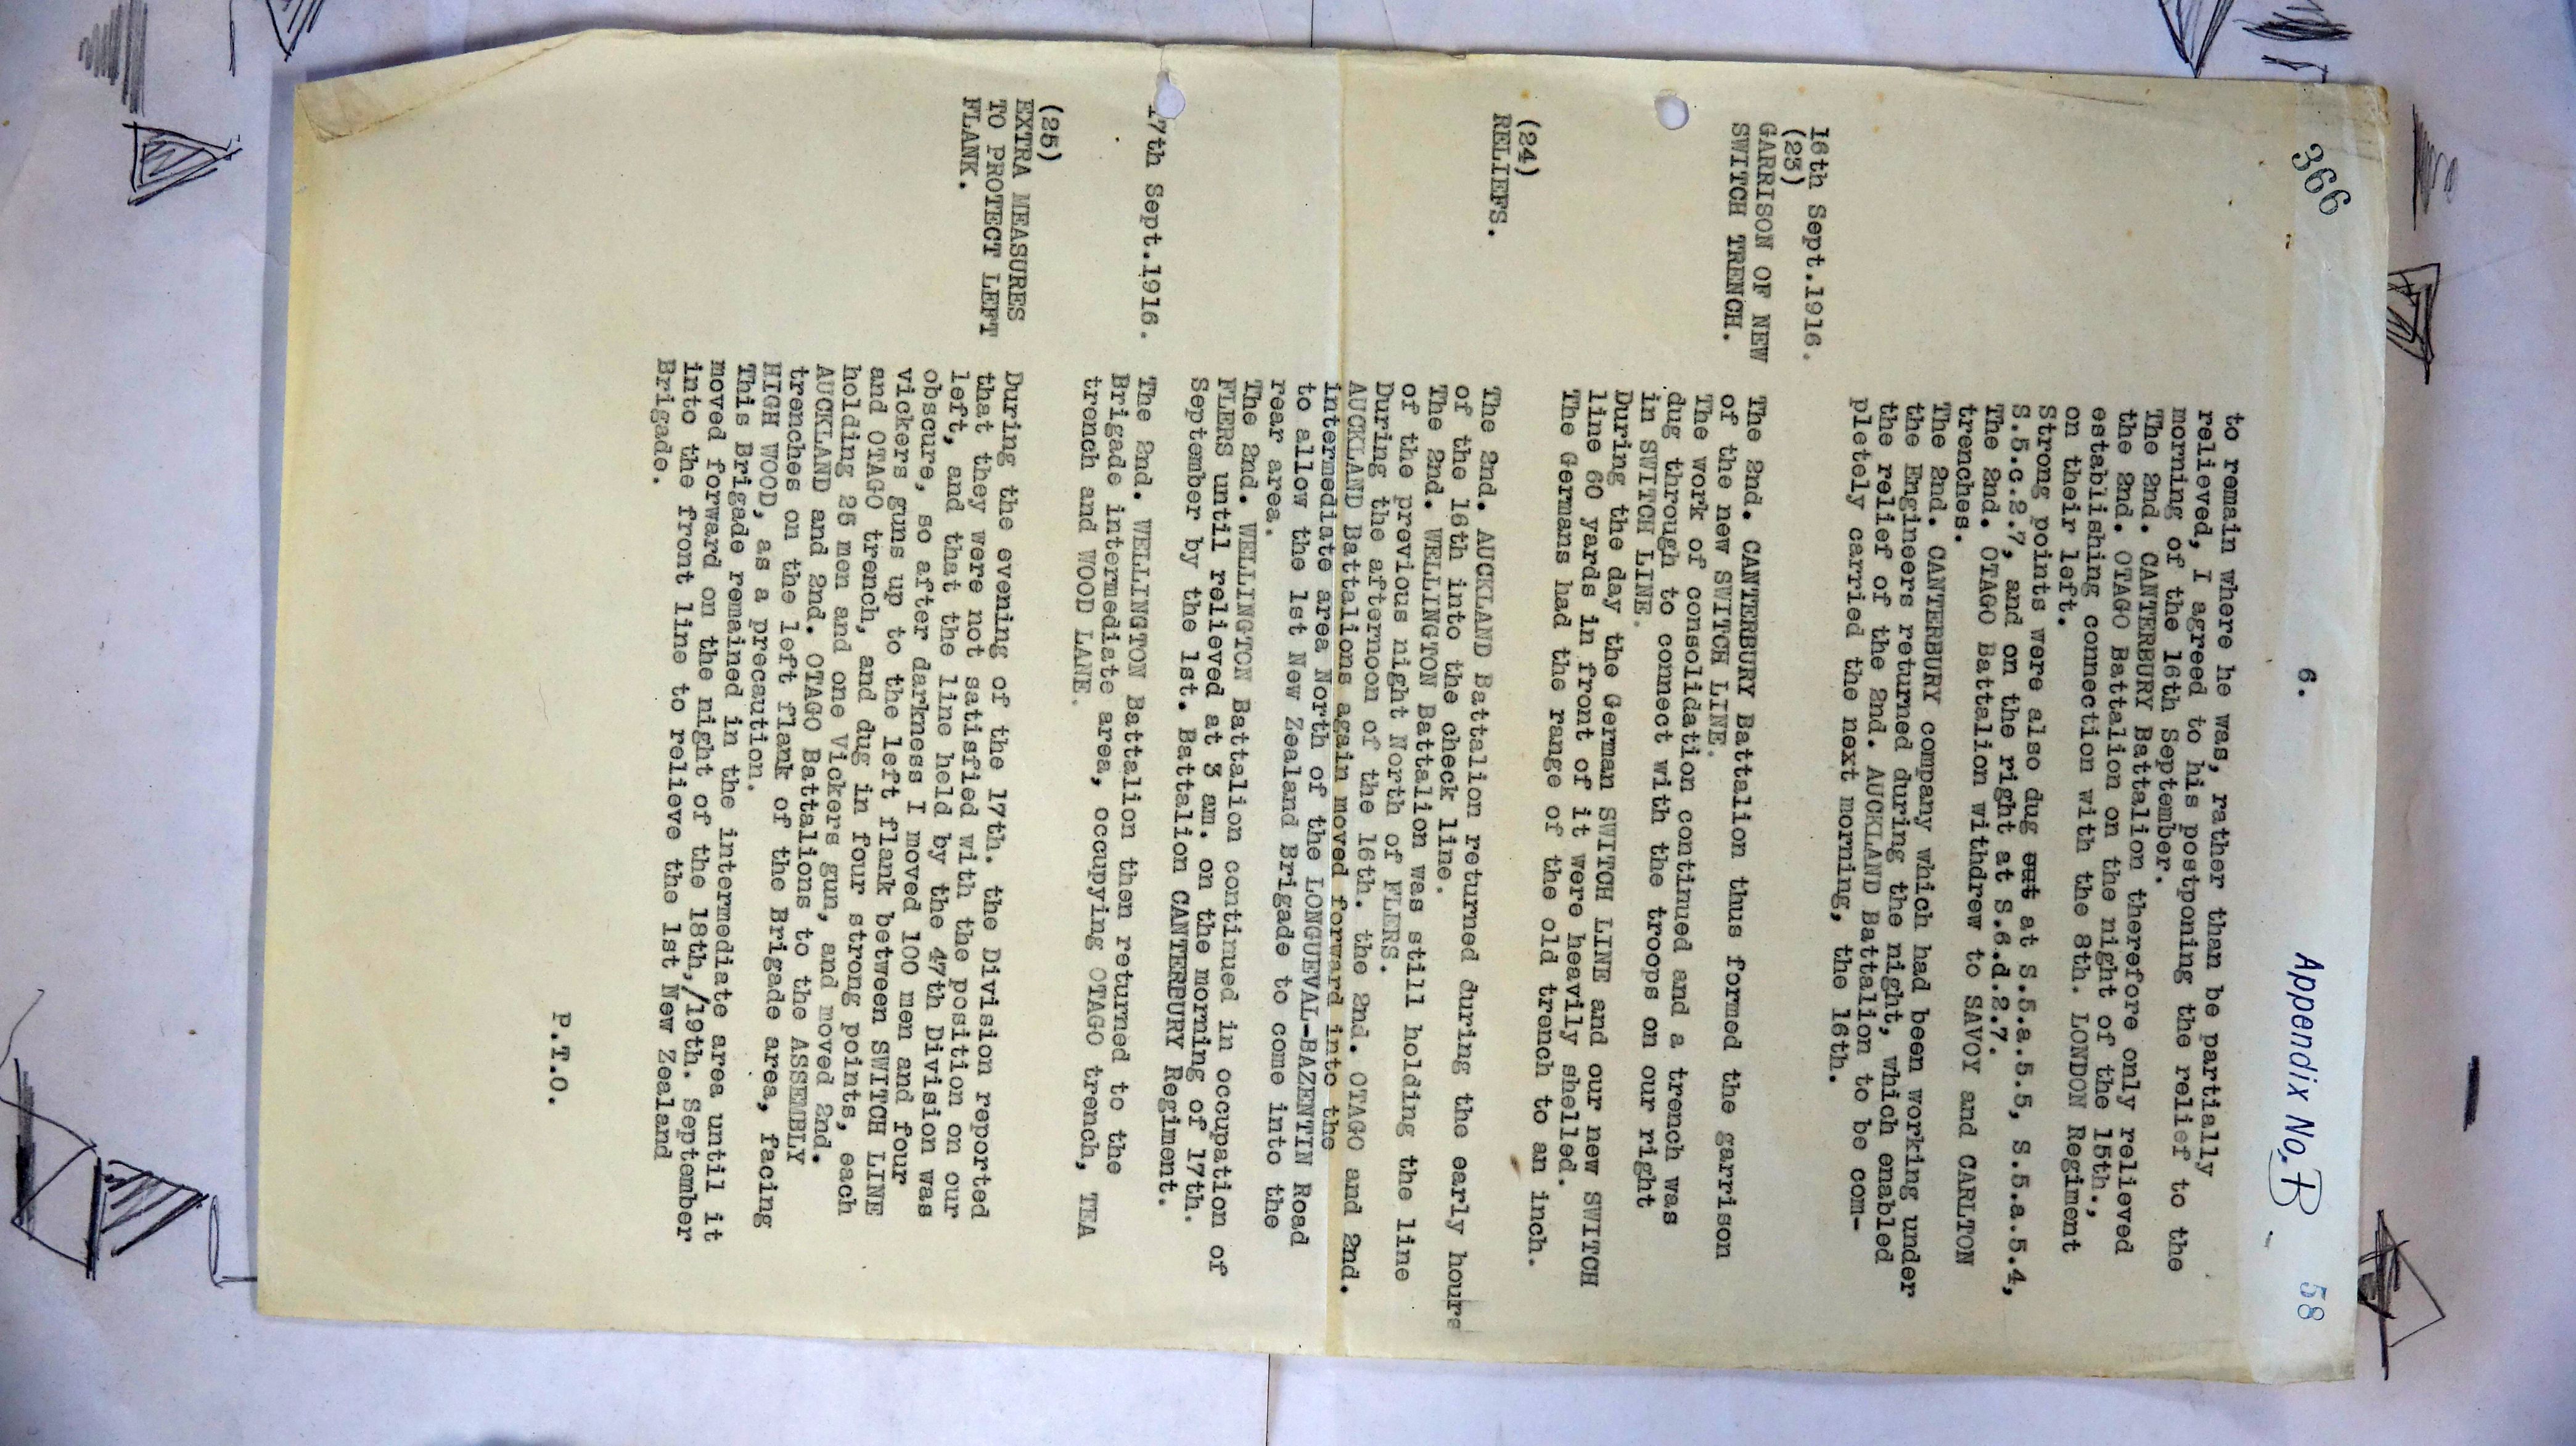 366
6.
Appendix No. B - 58
to remain where he was, rather than be partially
relieved, I agreed to his postponing the relief to the
morning of the 16th September.
The 2nd. CANTERBURY Battalion therefore only relieved
the 2nd. OTAGO Battalion on the night of the 15th.,
establishing connection with the 8th. LONDON Regiment
on their left.
Strong points were also dug out at S.5.a.5.5, S.5.a.5.4,
S.5.c.2.7, and on the right at S.6.d.2.7.
The 2nd. OTAGO Battalion withdrew to SAVOY and CARLTON
trenches.
The 2nd. CANTERBURY company which had been working under
the Engineers returned during the night, which enabled
the relief of the 2nd. AUCKLAND Battalion to be com-
pletely carried the next morning, the 16th.
16th Sept.1916.
(23)
GARRISON OF NEW
SWITCH TRENCH.
The 2nd. CANTERBURY Battalion thus formed the garrison
of the new SWITCH LINE.
The work of consolidation continued and a trench was
dug through to connect with the troops on our right
in SWITCH LINE.
During the day the German SWITCH LINE and our new SWITCH
line 60 yards in front of it were heavily shelled.
The Germans had the range of the old trench to an inch.
(24)
RELIEFS.
The 2nd. AUCKLAND Battalion returned during the early hours
of the 16th into the check line.
The 2nd. WELLINGTON Battalion was still holding the line
of the previous night North of FLERS.
During the afternoon of the 16th. the 2nd. OTAGO and 2nd.
AUCKLAND Battalions again moved forward into the
intermediate area North of the LONGUEVAL-BAZENTIN Road
to allow the 1st New Zealand Brigade to come into the
rear area.
The 2nd. WELLINGTON Battalion continued in occupation of
FLERS until relieved at 3 am. on the morning of 17th.
September by the 1st. Battalion CANTERBURY Regiment.
17th Sept.1916.
The 2nd. WELLINGTON Battalion then returned to the
Brigade intermediate area, occupying OTAGO trench, TEA
trench and WOOD LANE.
(25)
EXTRA MEASURES
TO PROTECT LEFT
FLANK.
During the evening of the 17th. the Division reported
that they were not satisfied with the position on our
left, and that the line held by the 47th Division was
obscure, so after darkness I moved 100 men and four
vickers guns up to the left flank between SWITCH LINE
and OTAGO trench, and dug in four strong points, each
holding 25 men and one Vickers gun, and moved 2nd.
AUCKLAND and 2nd. OTAGO Battalions to the ASSEMBLY
trenches on the left flank of the Brigade area, facing
HIGH WOOD, as a precaution.
This Brigade remained in the intermediate area until it
moved forward on the night of the 18th,/19th. September
into the front line to relieve the 1st New Zealand
Brigade.
P.T.O.